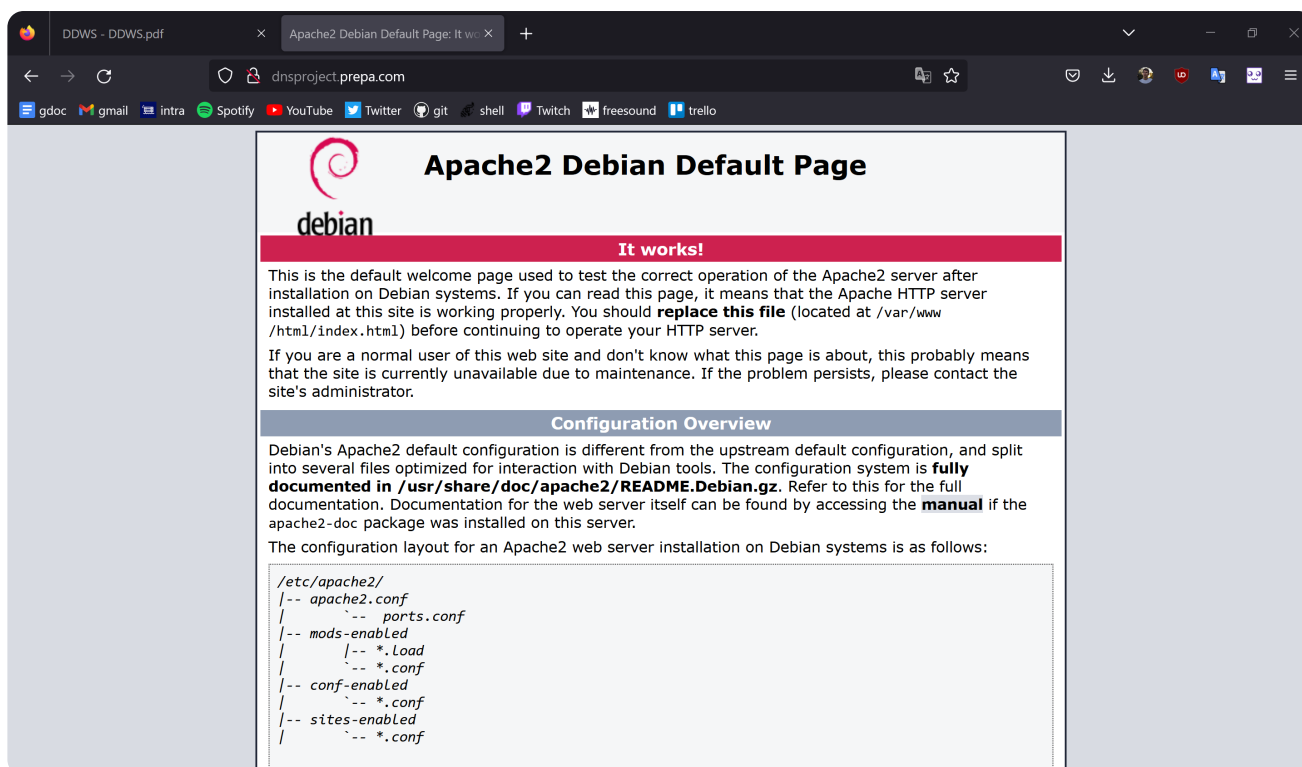 DDWS - DDWS.pdf
Apache2 Debian Default Page: It wo
dnsproject.prepa.com
gdoc gmail intra Spotify YouTube Twitter git shell Twitch freesound trello
debian
Apache2 Debian Default Page
It works!
This is the default welcome page used to test the correct operation of the Apache2 server after
installation on Debian systems. If you can read this page, it means that the Apache HTTP server
installed at this site is working properly. You should replace this file (located at /var/www
/html/index.html) before continuing to operate your HTTP server.
If you are a normal user of this web site and don't know what this page is about, this probably means
that the site is currently unavailable due to maintenance. If the problem persists, please contact the
site's administrator.
Configuration Overview
Debian's Apache2 default configuration is different from the upstream default configuration, and split
into several files optimized for interaction with Debian tools. The configuration system is fully
documented in /usr/share/doc/apache2/README.Debian.gz. Refer to this for the full
documentation. Documentation for the web server itself can be found by accessing the manual if the
apache2-doc package was installed on this server.
The configuration layout for an Apache2 web server installation on Debian systems is as follows:
/etc/apache2/
|-- apache2.conf
|       `--  ports.conf
|-- mods-enabled
|       |-- *.load
|       `-- *.conf
|-- conf-enabled
|       `-- *.conf
|-- sites-enabled
|       `-- *.conf